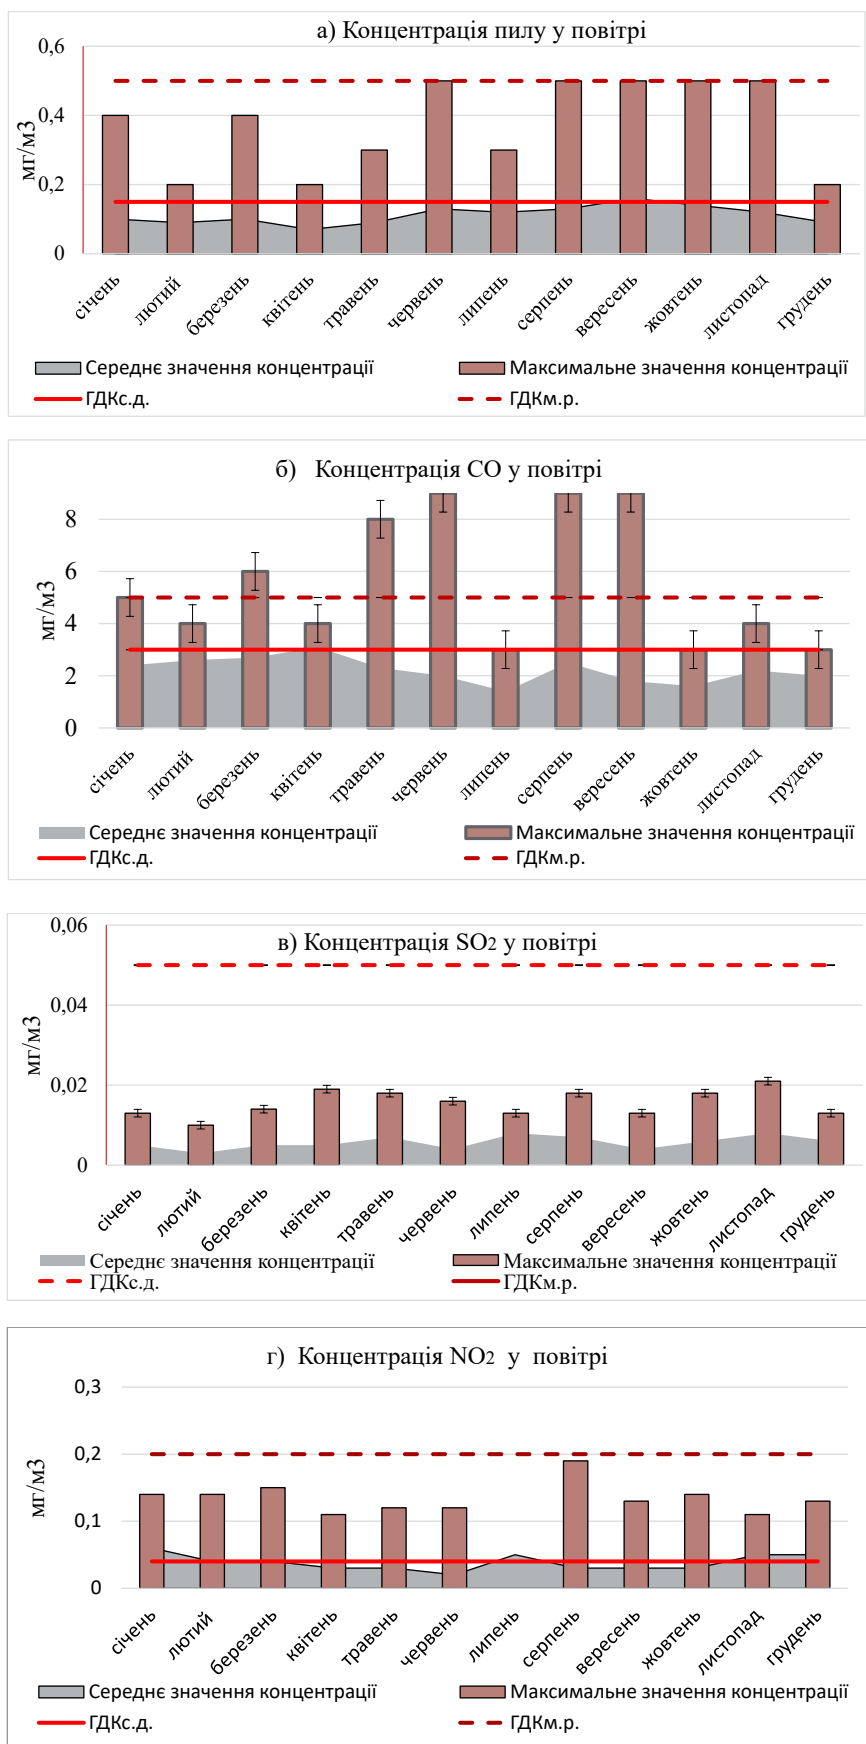 а) Концентрація пилу у повітрі
0,6
0,4
0,2
0
мг/м3
січень
лютий
березень
квітень
травень
червень
липень
серпень
вересень
жовтень
листопад
грудень
Середнє значення концентрації
Максимальне значення концентрації
ГДКс.д.
ГДКм.р.
б) Концентрація СО у повітрі
8
6
4
2
0
мг/м3
січень
лютий
березень
квітень
травень
червень
липень
серпень
вересень
жовтень
листопад
грудень
Середнє значення концентрації
Максимальне значення концентрації
ГДКс.д.
ГДКм.р.
в) Концентрація SO2 у повітрі
0,06
0,04
0,02
0
мг/м3
січень
лютий
березень
квітень
травень
червень
липень
серпень
вересень
жовтень
листопад
грудень
Середнє значення концентрації
Максимальне значення концентрації
ГДКс.д.
ГДКм.р.
г) Концентрація NO2 у повітрі
0,3
0,2
0,1
0
мг/м3
січень
лютий
березень
квітень
травень
червень
липень
серпень
вересень
жовтень
листопад
грудень
Середнє значення концентрації
Максимальне значення концентрації
ГДКс.д.
ГДКм.р.